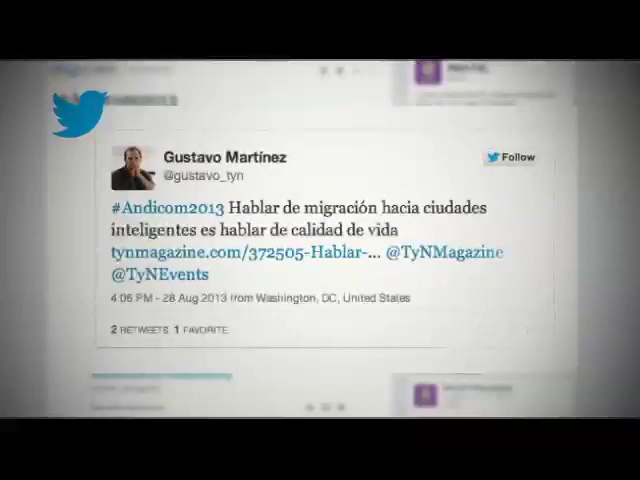 Gustavo Martínez
Follow
@gustavo_tyn
#Andicom2013 Hablar de migración hacia ciudades
inteligentes es hablar de calidad de vida
tynmagazine.com/372505-Hablar-... @TyNMagazine
@TyNEvents
4:06 PM - 28 Aug 2013 from Washington, DC, United States
2 RETWEETS 1 FAVORITE